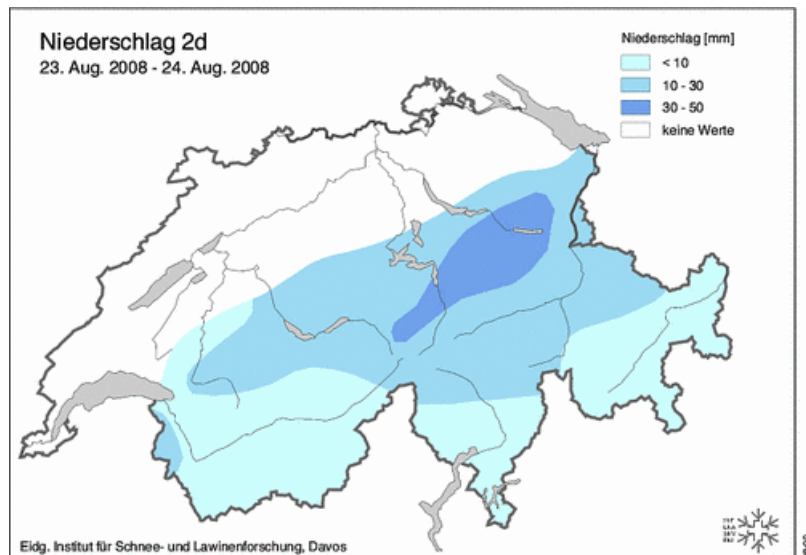 Niederschlag 2d
23. Aug. 2008 - 24. Aug. 2008
Niederschlag [mm]
< 10
10 - 30
30 - 50
keine Werte
Eidg. Institut für Schnee- und Lawinenforschung, Davos